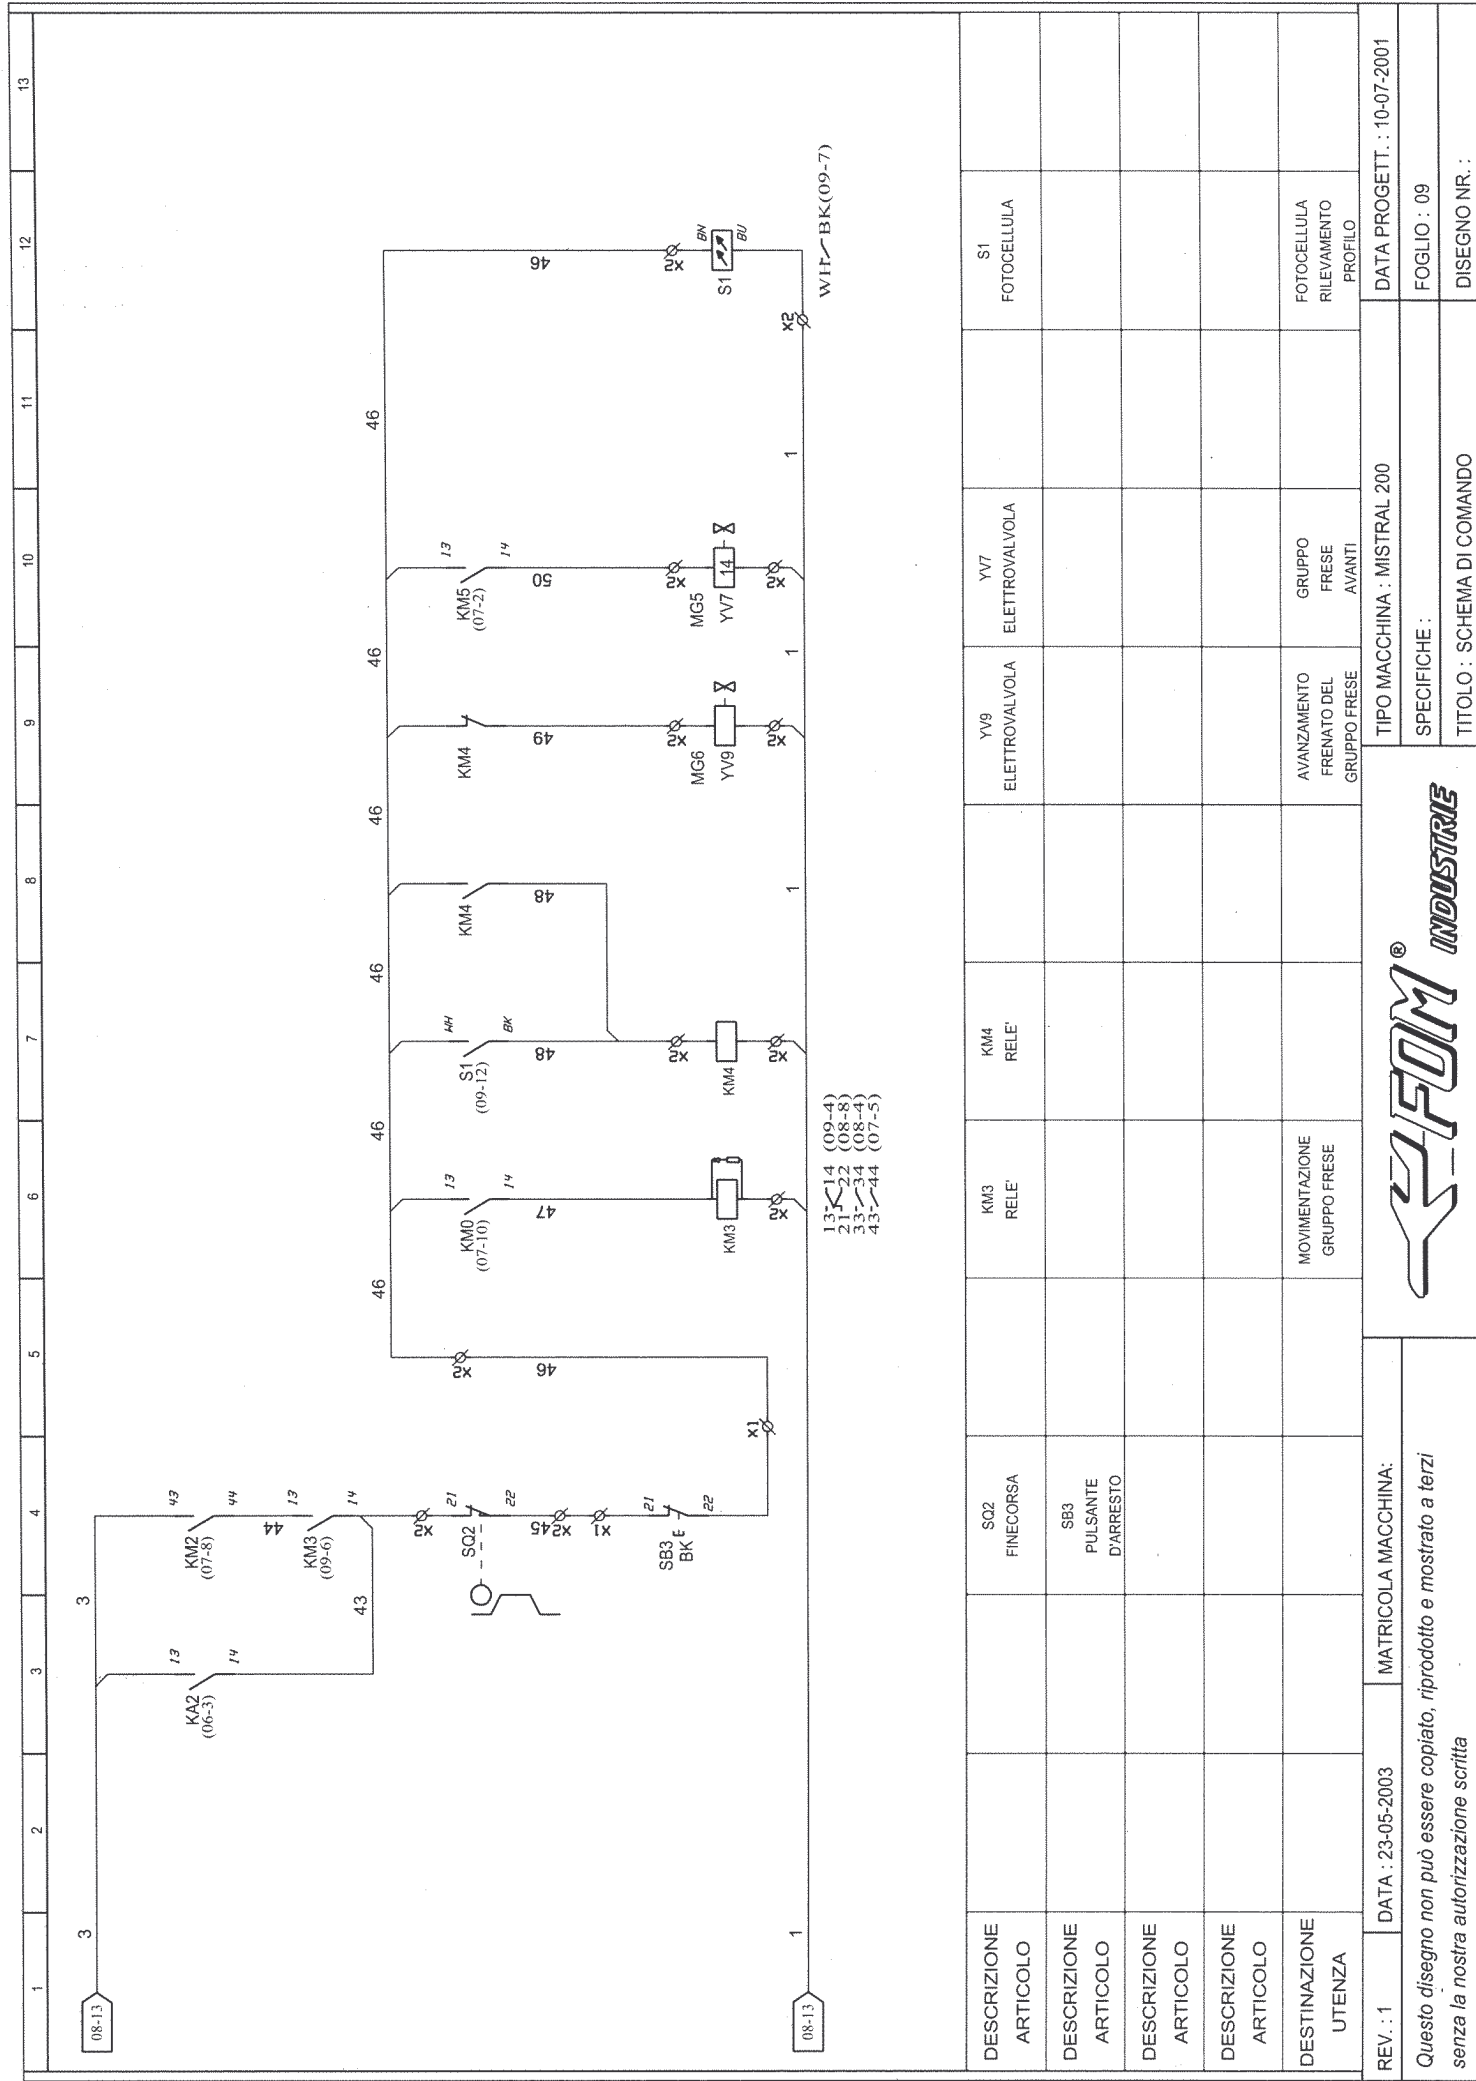 1 2 3 4 5 6 7 8 9 10 11 12 13
08-13
3
3
KA2
(06-3)
13
14
43
KM2
(07-8)
43
44
44
KM3
(09-6)
13
14
X2
SQ2
21
22
X2
45
X1
SB3
BK
E
21
22
X1
46
X2
46
46
46
46
46
46
46
KM0
(07-10)
13
14
47
KM3
X2
S1
(09-12)
WH
BK
48
X2
KM4
X2
KM4
48
KM4
49
X2
MG6
YV9
X2
KM5
(07-2)
13
14
50
X2
MG5
YV7
14
X2
46
X2
S1
BN
BU
X2
08-13
1
1
1
1
13 14 (09-4)
21 22 (08-8)
33 34 (08-4)
43 44 (07-5)
WH BK(09-7)
DESCRIZIONE
ARTICOLO
SQ2
FINECORSA
KM3
RELE'
KM4
RELE'
YV9
ELETTROVALVOLA
YV7
ELETTROVALVOLA
S1
FOTOCELLULA
DESCRIZIONE
ARTICOLO
SB3
PULSANTE
D'ARRESTO
DESCRIZIONE
ARTICOLO
DESCRIZIONE
ARTICOLO
DESTINAZIONE
UTENZA
MOVIMENTAZIONE
GRUPPO FRESE
AVANZAMENTO
FRENATO DEL
GRUPPO FRESE
GRUPPO
FRESE
AVANTI
FOTOCELLULA
RILEVAMENTO
PROFILO
REV. : 1
DATA : 23-05-2003
MATRICOLA MACCHINA:
Questo disegno non può essere copiato, riprodotto e mostrato a terzi
senza la nostra autorizzazione scritta
FOM® INDUSTRIE
TIPO MACCHINA : MISTRAL 200
DATA PROGETT. : 10-07-2001
SPECIFICHE :
FOGLIO : 09
TITOLO : SCHEMA DI COMANDO
DISEGNO NR. :